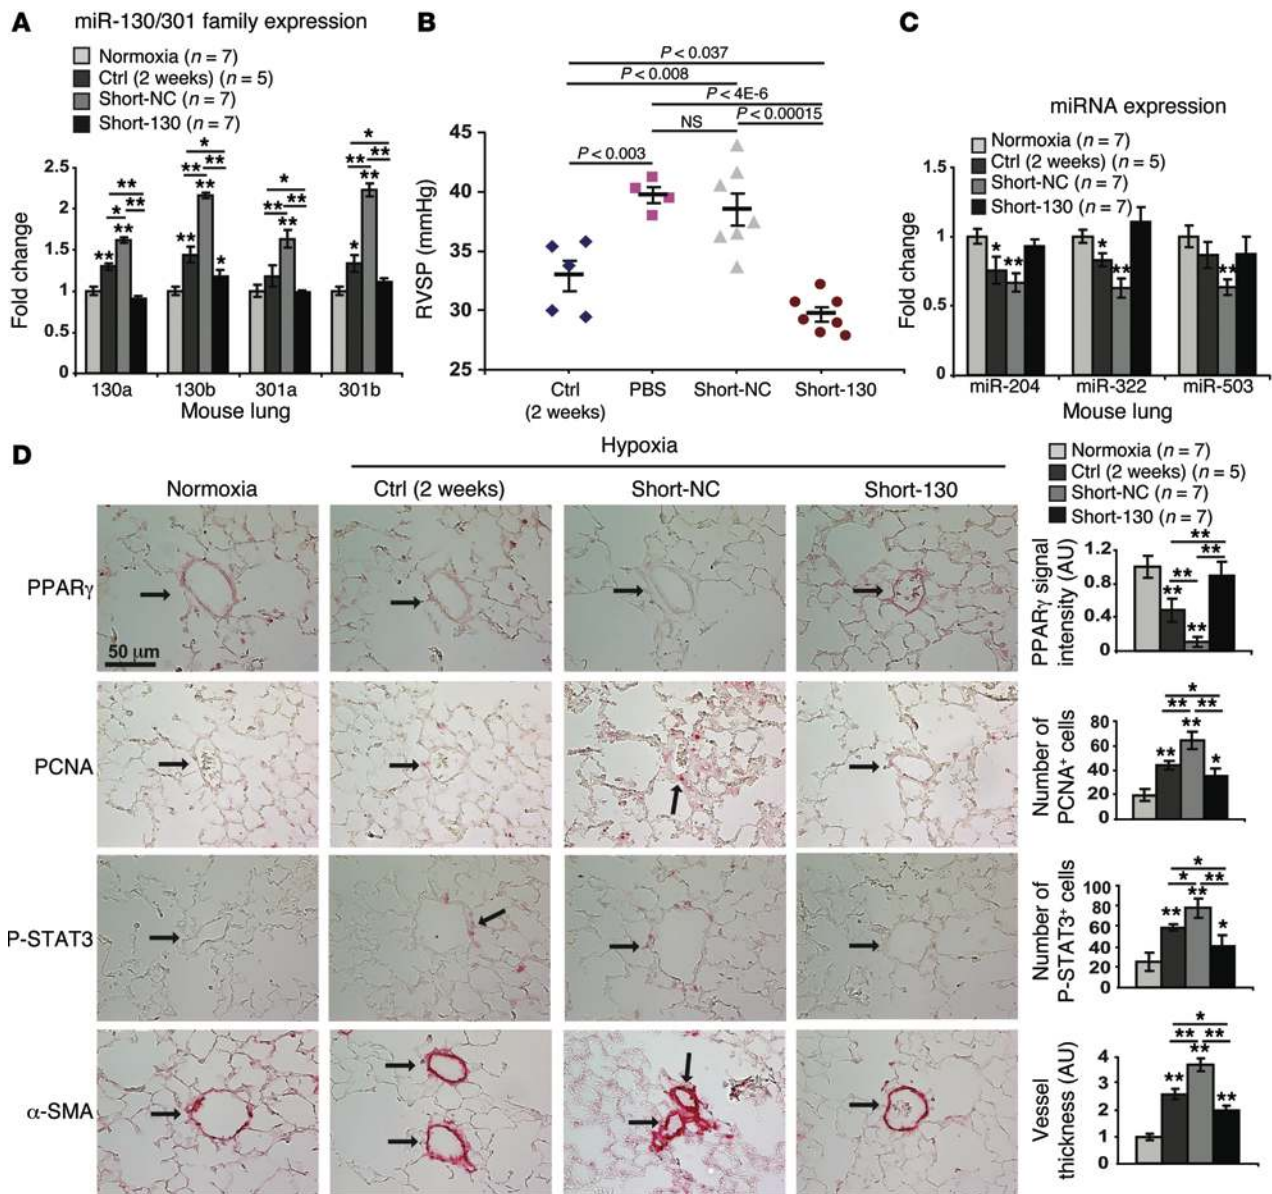 A
miR-130/301 family expression
Normoxia (n = 7)
Ctrl (2 weeks) (n = 5)
Short-NC (n = 7)
Short-130 (n = 7)
Fold change
2.5
2
1.5
1
0.5
0
* ** * ** ** **
* ** ** ** ** *
* ** ** **
* ** ** ** *
130a 130b 301a 301b
Mouse lung
B
P < 0.037
P < 0.008
P < 4E-6
NS
P < 0.00015
P < 0.003
RVSP (mmHg)
45
40
35
30
25
Ctrl
(2 weeks)
PBS
Short-NC
Short-130
C
miRNA expression
Normoxia (n = 7)
Ctrl (2 weeks) (n = 5)
Short-NC (n = 7)
Short-130 (n = 7)
Fold change
1.5
1
0.5
0
* ** * ** **
miR-204 miR-322 miR-503
Mouse lung
D
Hypoxia
Normoxia
Ctrl (2 weeks)
Short-NC
Short-130
Normoxia (n = 7)
Ctrl (2 weeks) (n = 5)
Short-NC (n = 7)
Short-130 (n = 7)
PPARγ
50 μm
PPARγ signal
intensity (AU)
1.2
0.8
0.4
0
** ** ** ** **
PCNA
Number of
PCNA+ cells
80
60
40
20
0
* ** ** ** ** *
P-STAT3
Number of
P-STAT3+ cells
100
80
60
40
20
0
* * ** ** ** *
α-SMA
Vessel
thickness (AU)
4
3
2
1
0
* ** ** ** ** **